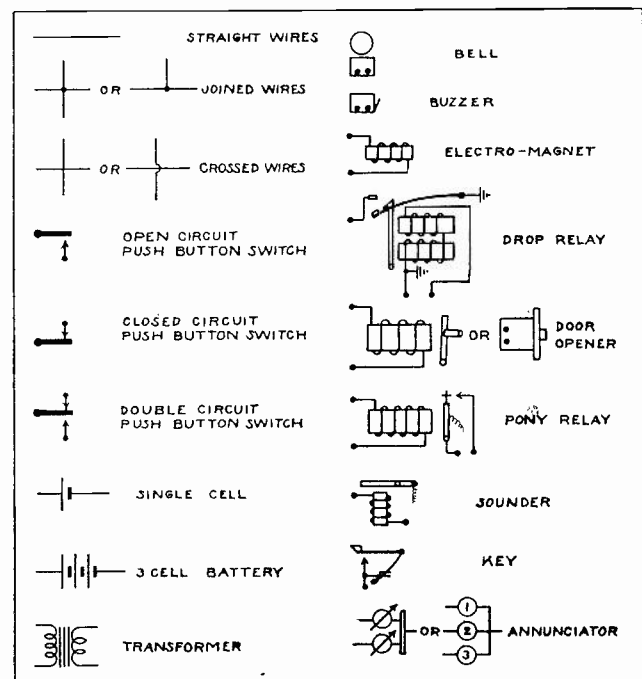 STRAIGHT WIRES
OR JOINED WIRES
OR CROSSED WIRES
OPEN CIRCUIT
PUSH BUTTON SWITCH
CLOSED CIRCUIT
PUSH BUTTON SWITCH
DOUBLE CIRCUIT
PUSH BUTTON SWITCH
SINGLE CELL
3 CELL BATTERY
TRANSFORMER
BELL
BUZZER
ELECTRO-MAGNET
DROP RELAY
OR DOOR
OPENER
PONY RELAY
SOUNDER
KEY
1
OR 2 ANNUNCIATOR
3